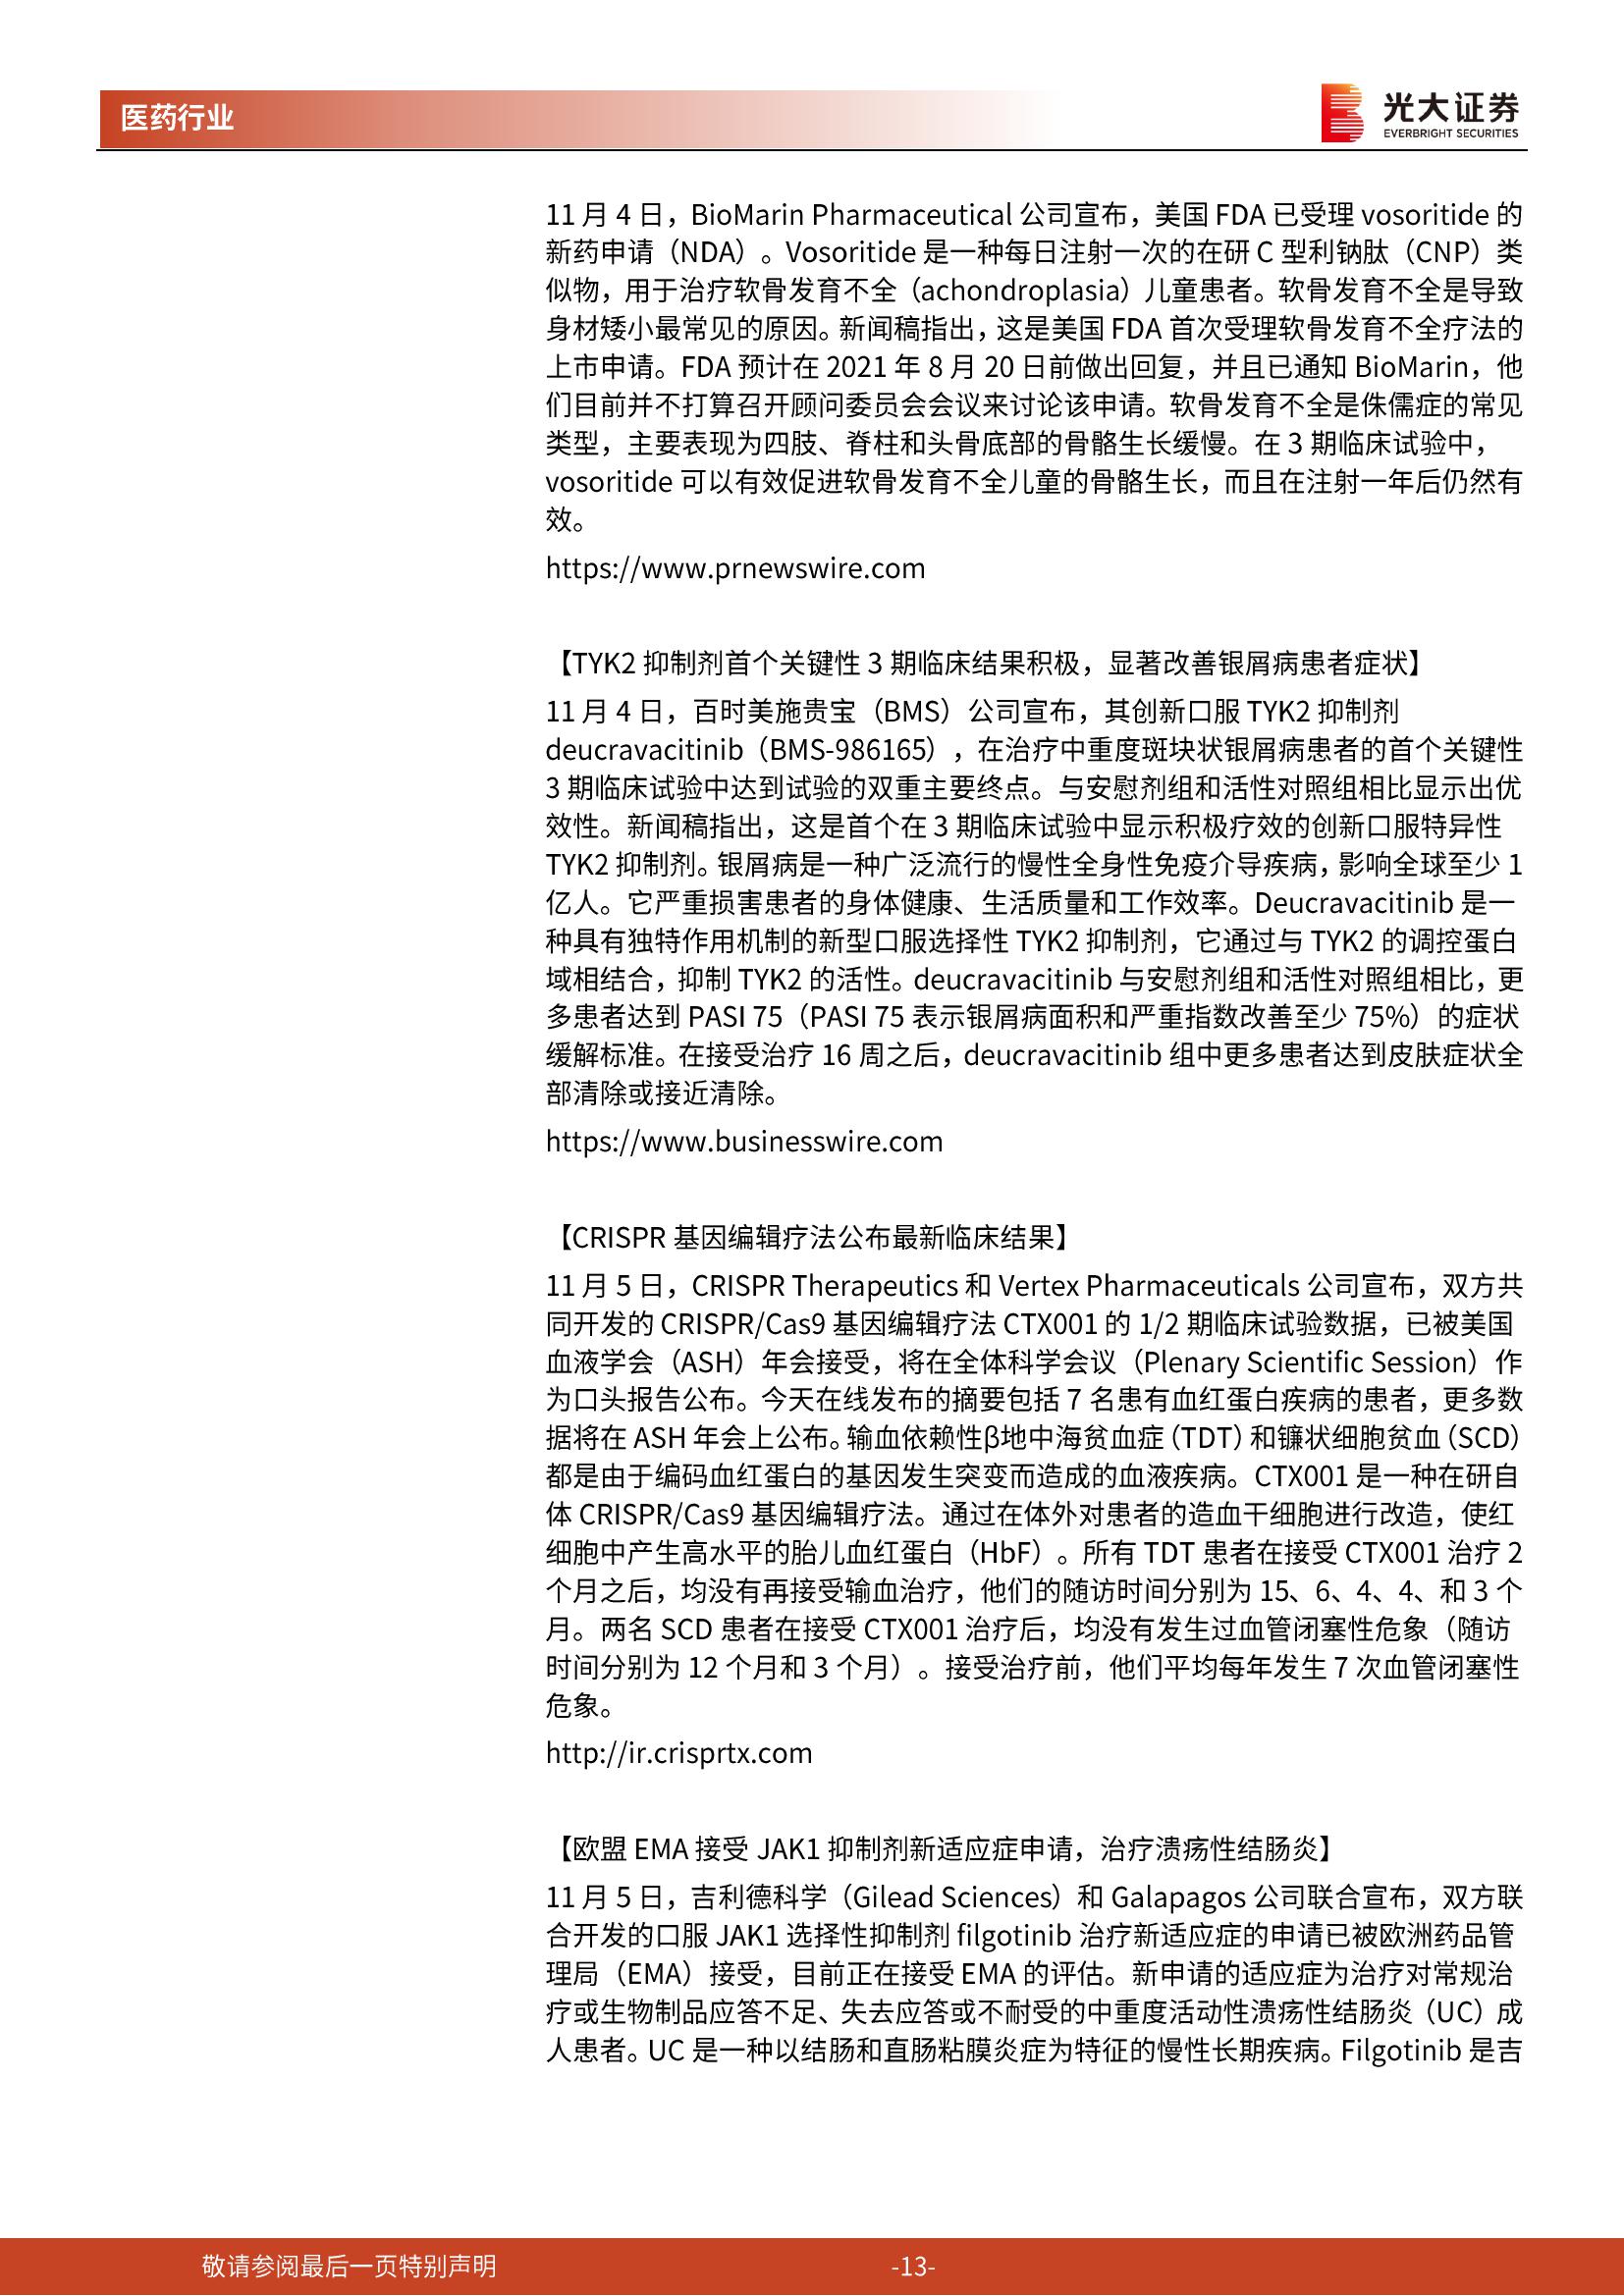 医药行业
光大证券
EVERBRIGHT SECURITIES
11 月 4 日，BioMarin Pharmaceutical 公司宣布，美国 FDA 已受理 vosoritide 的
新药申请（NDA）。Vosoritide 是一种每日注射一次的在研 C 型利钠肽（CNP）类
似物，用于治疗软骨发育不全（achondroplasia）儿童患者。软骨发育不全是导致
身材矮小最常见的原因。新闻稿指出，这是美国 FDA 首次受理软骨发育不全疗法的
上市申请。FDA 预计在 2021 年 8 月 20 日前做出回复，并且已通知 BioMarin，他
们目前并不打算召开顾问委员会会议来讨论该申请。软骨发育不全是侏儒症的常见
类型，主要表现为四肢、脊柱和头骨底部的骨骼生长缓慢。在 3 期临床试验中，
vosoritide 可以有效促进软骨发育不全儿童的骨骼生长，而且在注射一年后仍然有
效。
https://www.prnewswire.com
【TYK2 抑制剂首个关键性 3 期临床结果积极，显著改善银屑病患者症状】
11 月 4 日，百时美施贵宝（BMS）公司宣布，其创新口服 TYK2 抑制剂
deucravacitinib（BMS-986165），在治疗中重度斑块状银屑病患者的首个关键性
3 期临床试验中达到试验的双重主要终点。与安慰剂组和活性对照组相比显示出优
效性。新闻稿指出，这是首个在 3 期临床试验中显示积极疗效的创新口服特异性
TYK2 抑制剂。银屑病是一种广泛流行的慢性全身性免疫介导疾病，影响全球至少 1
亿人。它严重损害患者的身体健康、生活质量和工作效率。Deucravacitinib 是一
种具有独特作用机制的新型口服选择性 TYK2 抑制剂，它通过与 TYK2 的调控蛋白
域相结合，抑制 TYK2 的活性。deucravacitinib 与安慰剂组和活性对照组相比，更
多患者达到 PASI 75（PASI 75 表示银屑病面积和严重指数改善至少 75%）的症状
缓解标准。在接受治疗 16 周之后，deucravacitinib 组中更多患者达到皮肤症状全
部清除或接近清除。
https://www.businesswire.com
【CRISPR 基因编辑疗法公布最新临床结果】
11 月 5 日，CRISPR Therapeutics 和 Vertex Pharmaceuticals 公司宣布，双方共
同开发的 CRISPR/Cas9 基因编辑疗法 CTX001 的 1/2 期临床试验数据，已被美国
血液学会（ASH）年会接受，将在全体科学会议（Plenary Scientific Session）作
为口头报告公布。今天在线发布的摘要包括 7 名患有血红蛋白疾病的患者，更多数
据将在 ASH 年会上公布。输血依赖性β地中海贫血症（TDT）和镰状细胞贫血（SCD）
都是由于编码血红蛋白的基因发生突变而造成的血液疾病。CTX001 是一种在研自
体 CRISPR/Cas9 基因编辑疗法。通过在体外对患者的造血干细胞进行改造，使红
细胞中产生高水平的胎儿血红蛋白（HbF）。所有 TDT 患者在接受 CTX001 治疗 2
个月之后，均没有再接受输血治疗，他们的随访时间分别为 15、6、4、4、和 3 个
月。两名 SCD 患者在接受 CTX001 治疗后，均没有发生过血管闭塞性危象（随访
时间分别为 12 个月和 3 个月）。接受治疗前，他们平均每年发生 7 次血管闭塞性
危象。
http://ir.crisprtx.com
【欧盟 EMA 接受 JAK1 抑制剂新适应症申请，治疗溃疡性结肠炎】
11 月 5 日，吉利德科学（Gilead Sciences）和 Galapagos 公司联合宣布，双方联
合开发的口服 JAK1 选择性抑制剂 filgotinib 治疗新适应症的申请已被欧洲药品管
理局（EMA）接受，目前正在接受 EMA 的评估。新申请的适应症为治疗对常规治
疗或生物制品应答不足、失去应答或不耐受的中重度活动性溃疡性结肠炎（UC）成
人患者。UC 是一种以结肠和直肠粘膜炎症为特征的慢性长期疾病。Filgotinib 是吉
敬请参阅最后一页特别声明
-13-